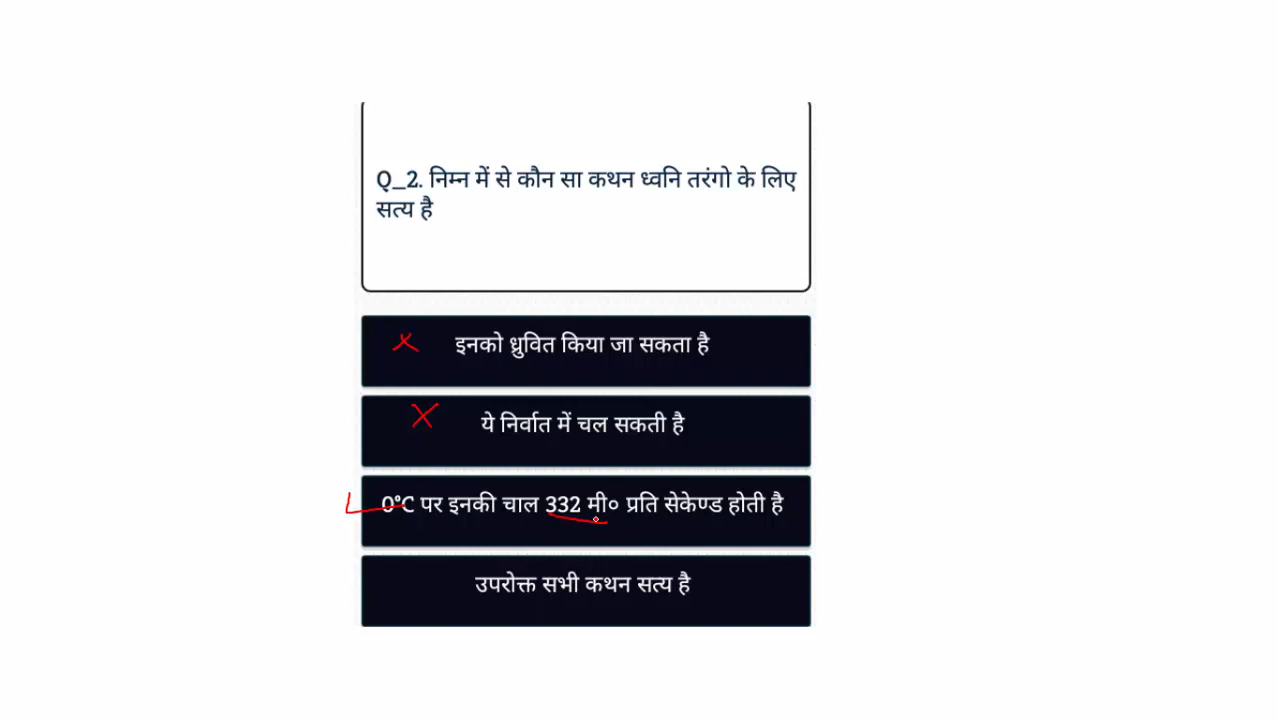 Q_2. निम्न में से कौन सा कथन ध्वनि तरंगो के लिए
सत्य है
इनको ध्रुवित किया जा सकता है
ये निर्वात में चल सकती है
0°C पर इनकी चाल 332 मी० प्रति सेकेण्ड होती है
उपरोक्त सभी कथन सत्य है